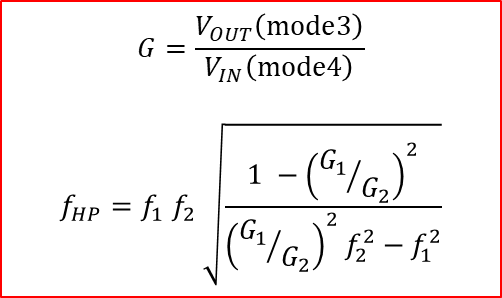 G = V_OUT(mode3) / V_IN(mode4)
f_HP = f_1 f_2 √((1 − (G_1/G_2)^2) / ((G_1/G_2)^2 f_2^2 − f_1^2))